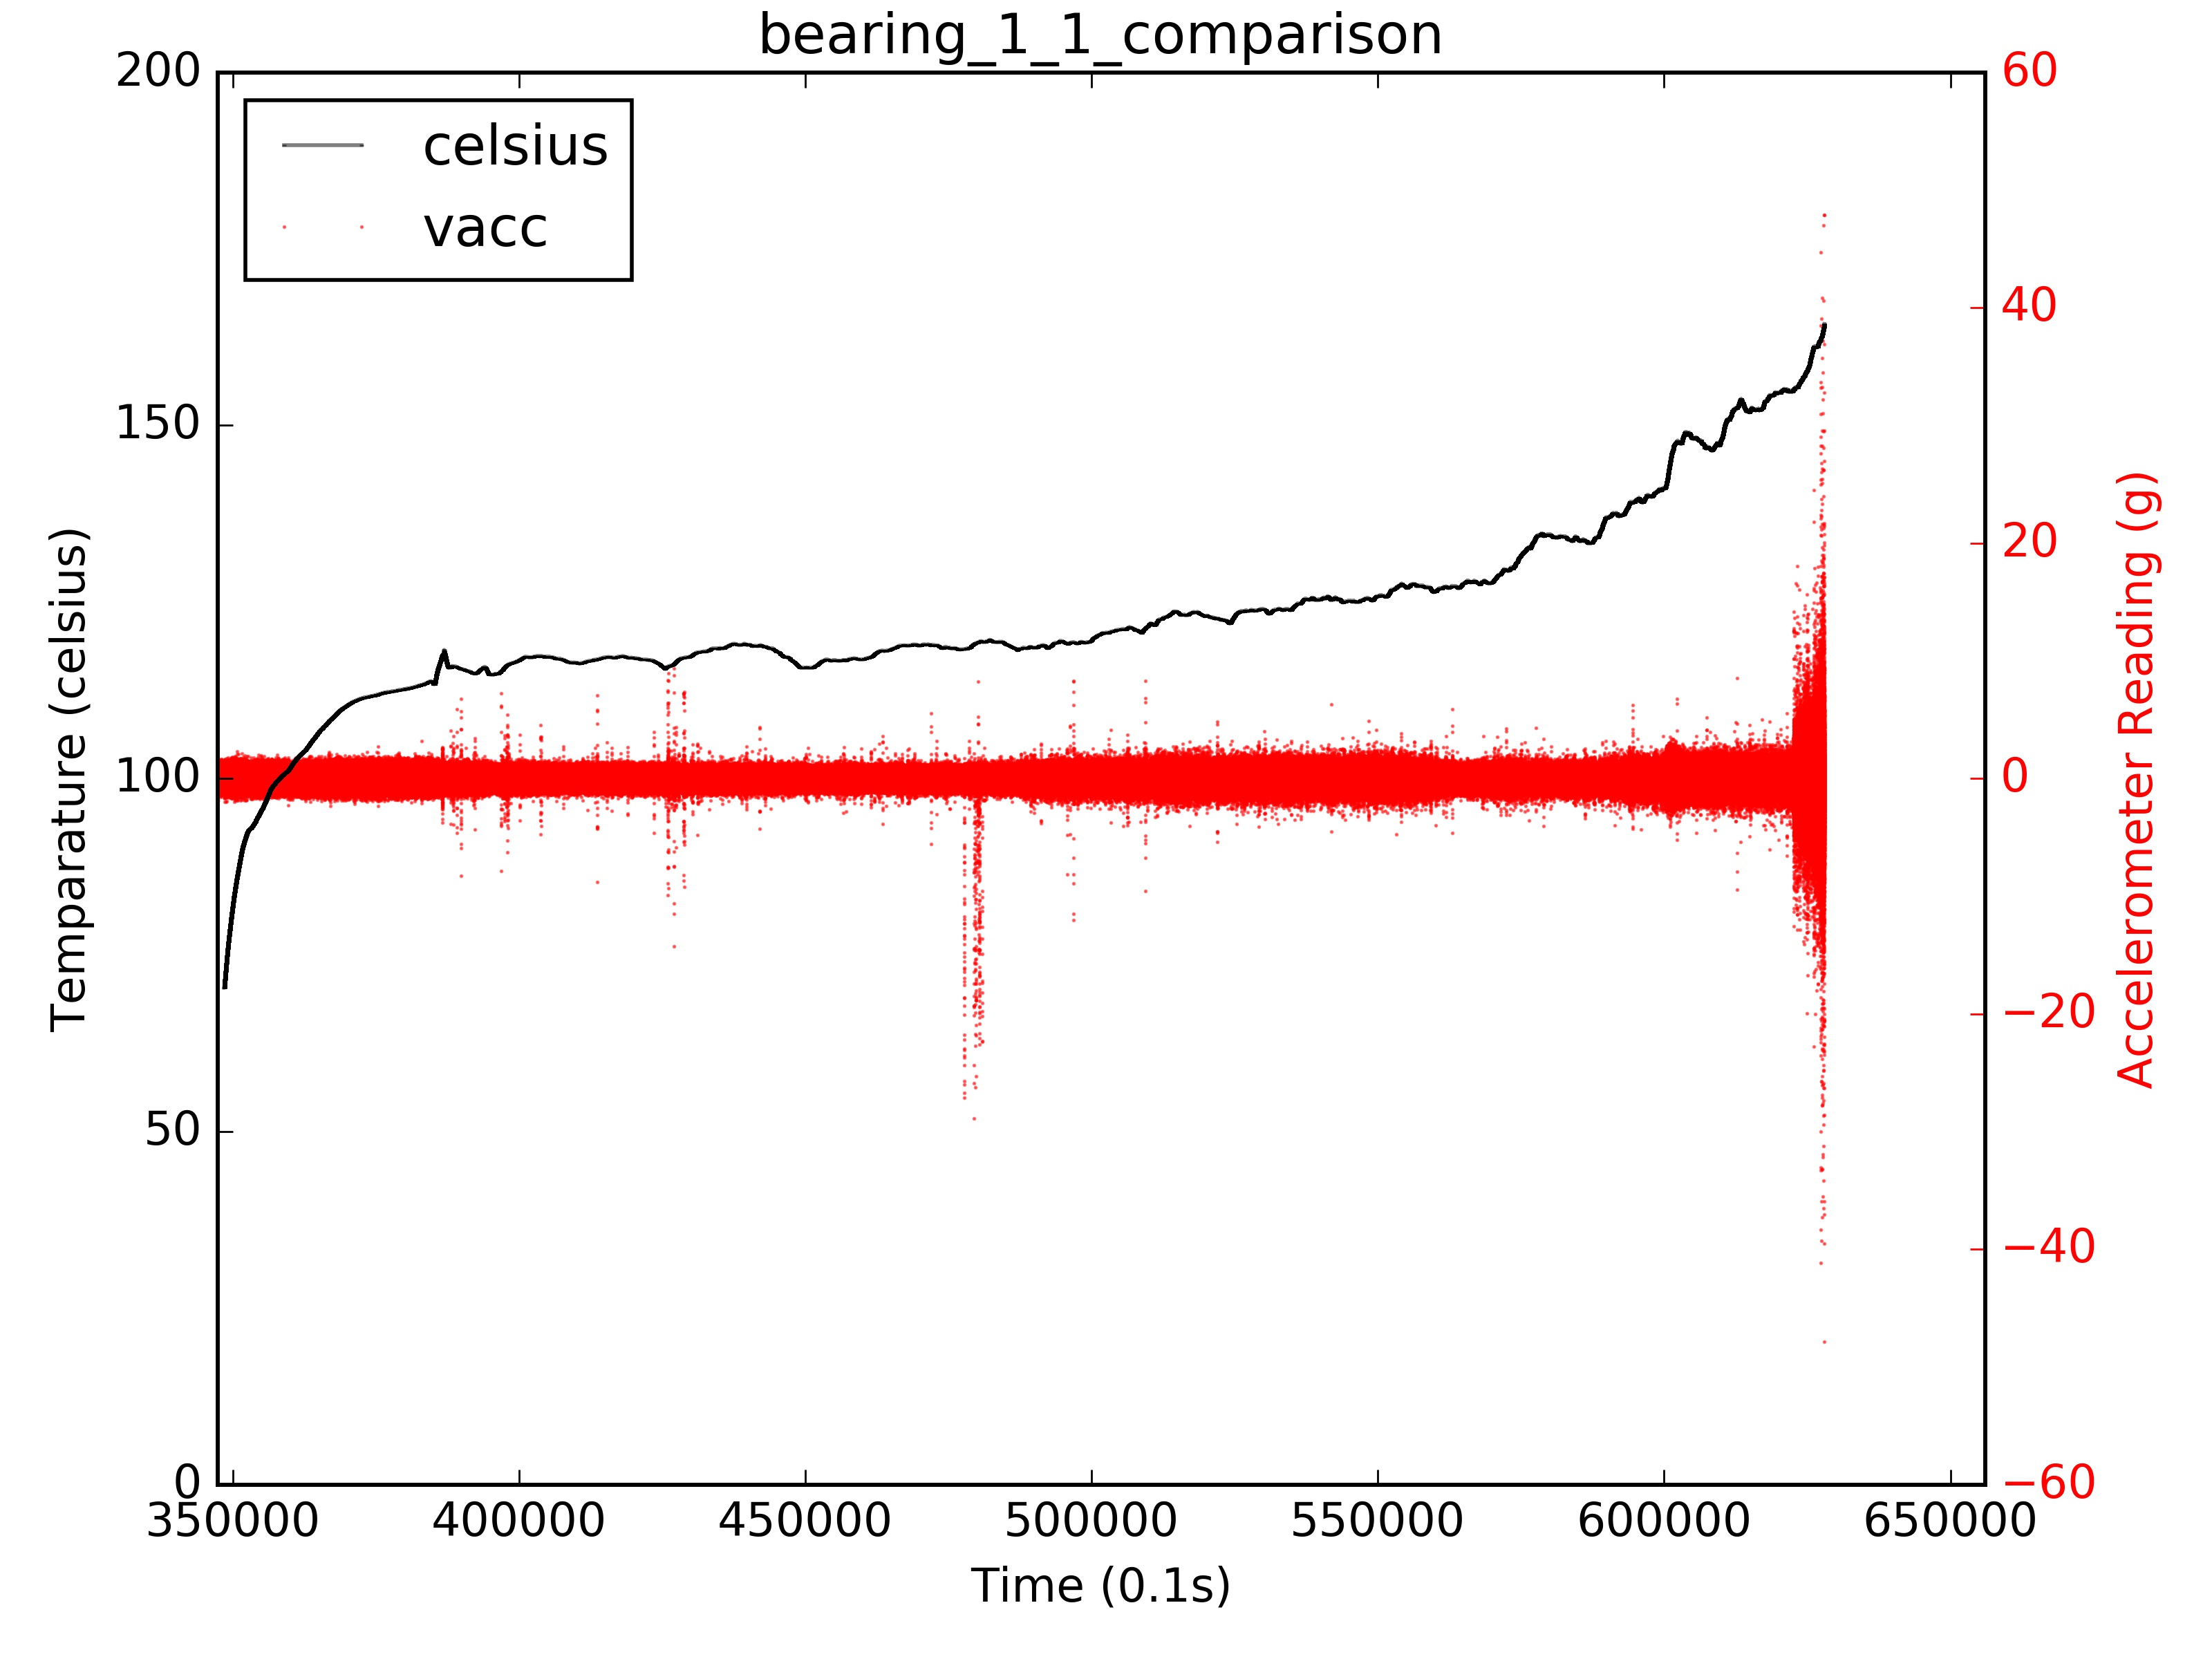 bearing_1_1_comparison
celsius
vacc
200
150
100
50
0
Temparature (celsius)
60
40
20
0
−20
−40
−60
Accelerometer Reading (g)
350000 400000 450000 500000 550000 600000 650000
Time (0.1s)